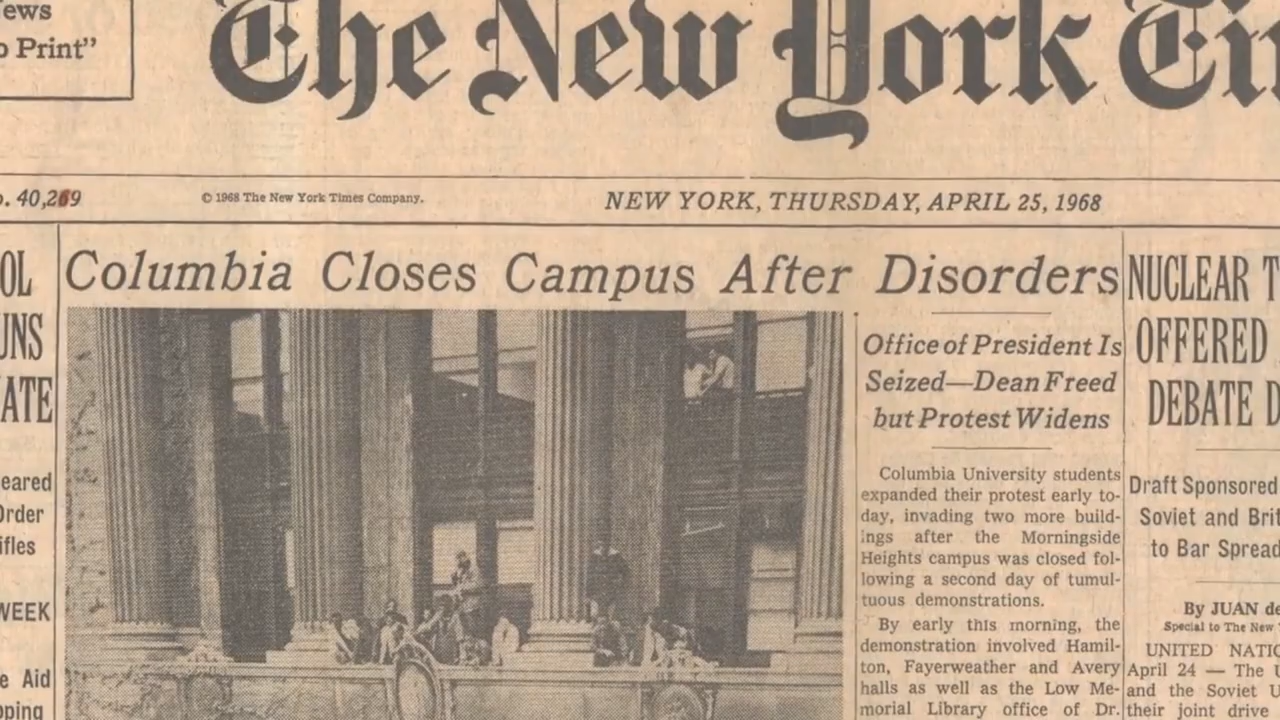 ews
Print”
The New York
40,269
© 1968 The New York Times Company.
NEW YORK, THURSDAY, APRIL 25, 1968
OL
UNS
ATE
eared
Order
ifles
WEEK
e Aid
pping
Columbia Closes Campus After Disorders
Office of President Is
Seized—Dean Freed
but Protest Widens
Columbia University students
expanded their protest early to-
day, invading two more build-
ings after the Morningside
Heights campus was closed fol-
lowing a second day of tumul-
tuous demonstrations.
By early this morning, the
demonstration involved Hamil-
ton, Fayerweather and Avery
halls as well as the Low Me-
morial Library office of Dr.
NUCLEAR T
OFFERED
DEBATE D
Draft Sponsored
Soviet and Brit
to Bar Spread
By JUAN de
Special to The New
UNITED NATIO
April 24 — The U
and the Soviet U
their joint drive